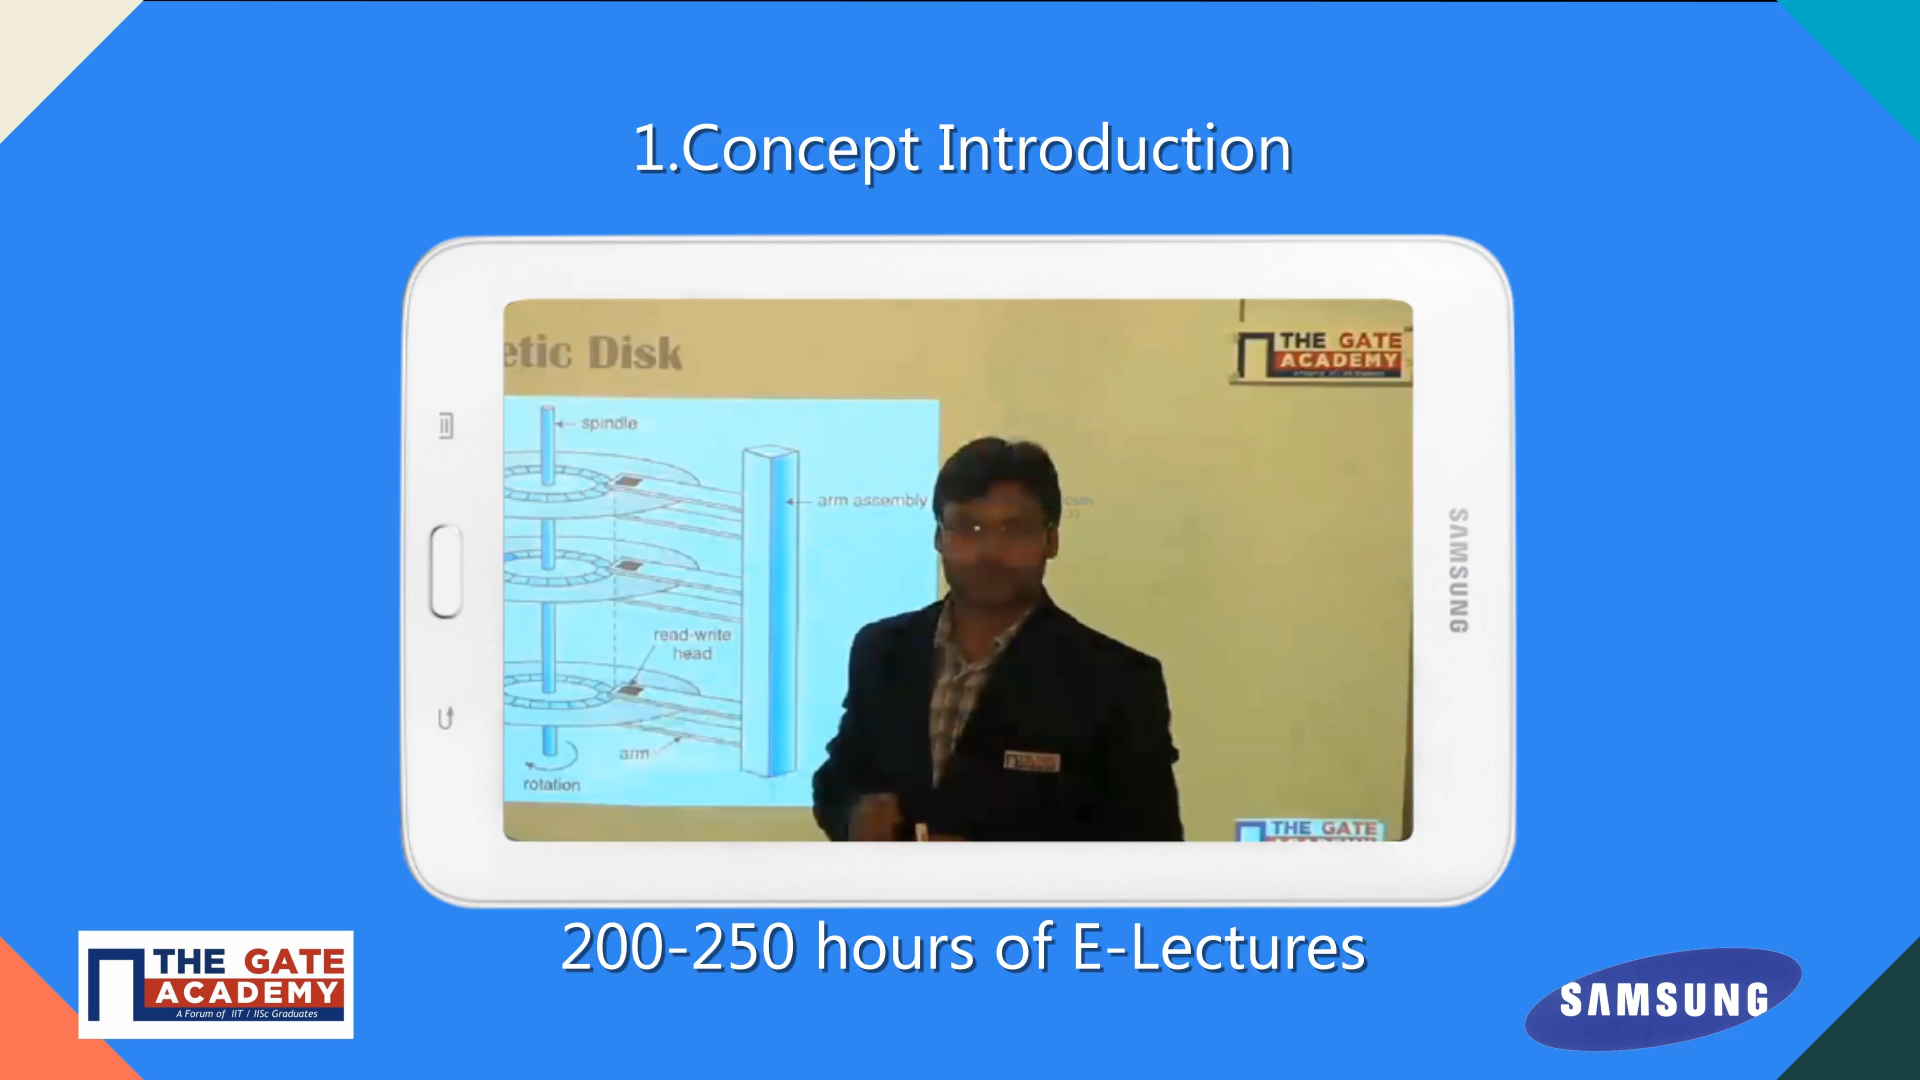 1.Concept Introduction
etic Disk
THE GATE
ACADEMY
spindle
arm assembly
read-write
head
arm
rotation
SAMSUNG
THE GATE
200-250 hours of E-Lectures
THE GATE
ACADEMY
A Forum of IIT / IISc Graduates
SAMSUNG